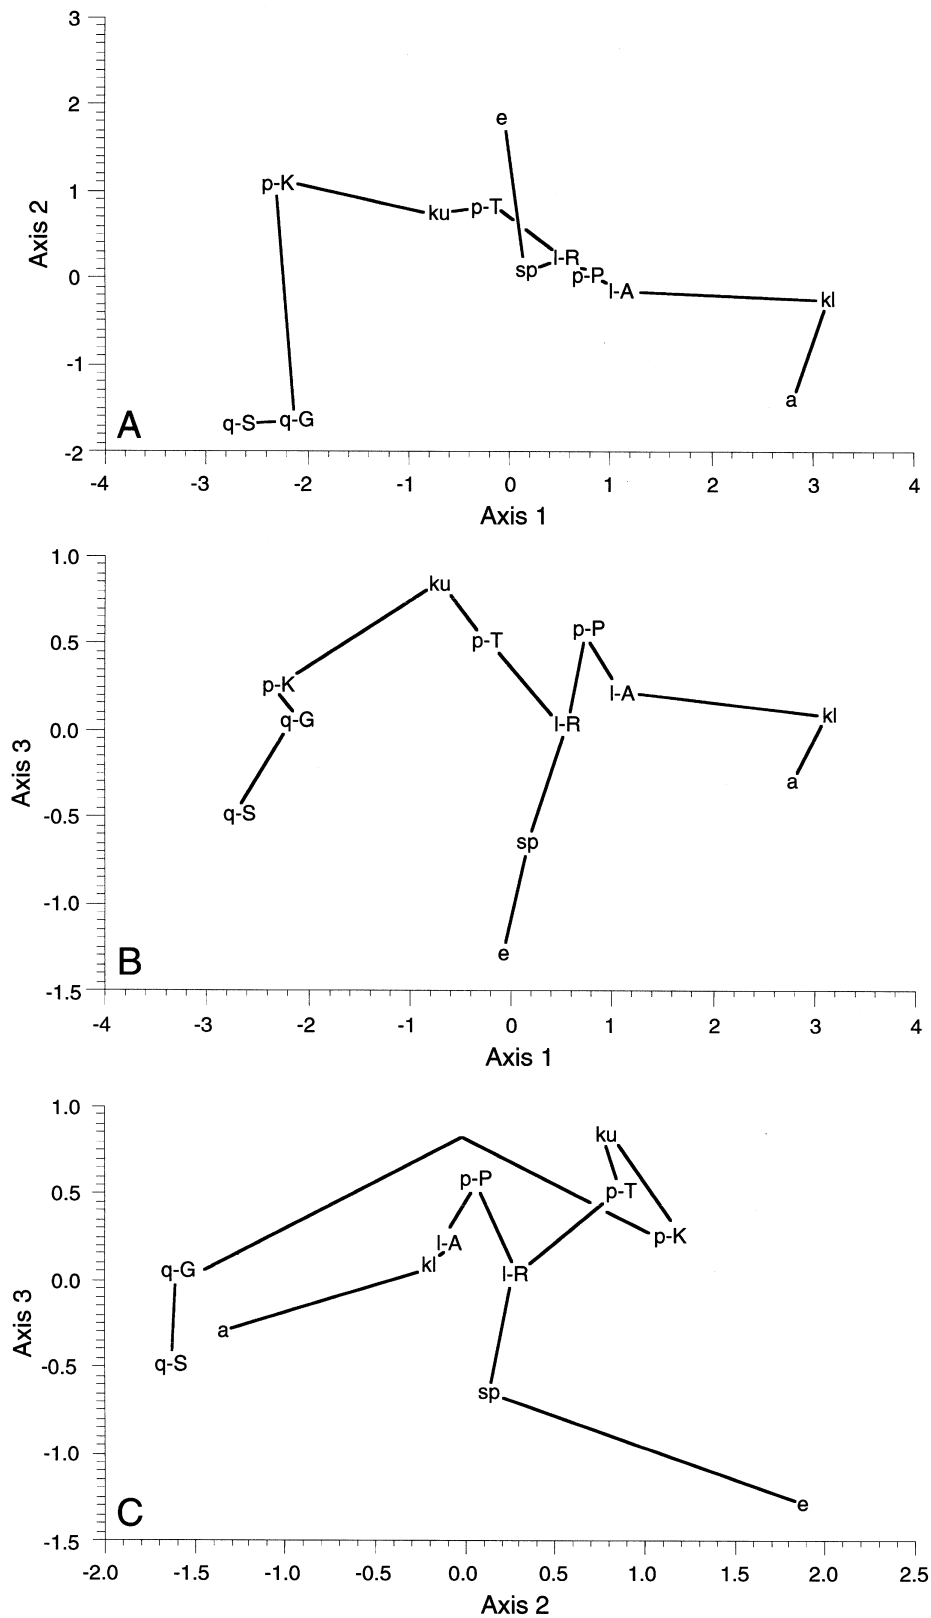 3
e
2
p-K
1
ku p-T
Axis 2
l-R
sp
p-P
0
l-A
kl
-1
a
A
q-S q-G
-2
-4 -3 -2 -1 0 1 2 3 4
Axis 1
1.0
ku
p-P
0.5
p-T
p-K
l-A
q-G
kl
0.0
l-R
Axis 3
a
q-S
-0.5
sp
-1.0
e
B
-1.5
-4 -3 -2 -1 0 1 2 3 4
Axis 1
1.0
ku
p-P
0.5
p-T
p-K
l-A
kl
q-G
l-R
0.0
Axis 3
a
q-S
-0.5
sp
-1.0
e
C
-1.5
-2.0 -1.5 -1.0 -0.5 0.0 0.5 1.0 1.5 2.0 2.5
Axis 2